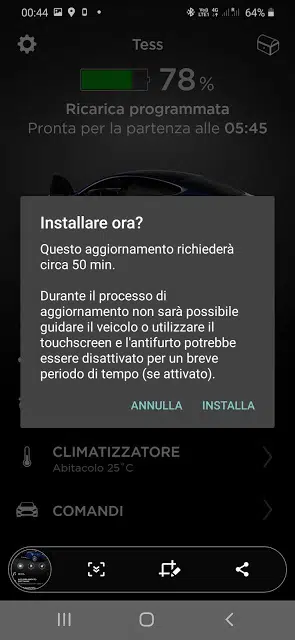 00:44
64%
Tess
78%
Ricarica programmata
Pronta per la partenza alle 05:45
Installare ora?
Questo aggiornamento richiederà
circa 50 min.
Durante il processo di
aggiornamento non sarà possibile
guidare il veicolo o utilizzare il
touchscreen e l'antifurto potrebbe
essere disattivato per un breve
periodo di tempo (se attivato).
ANNULLA INSTALLA
CLIMATIZZATORE
Abitacolo 25°C
COMANDI